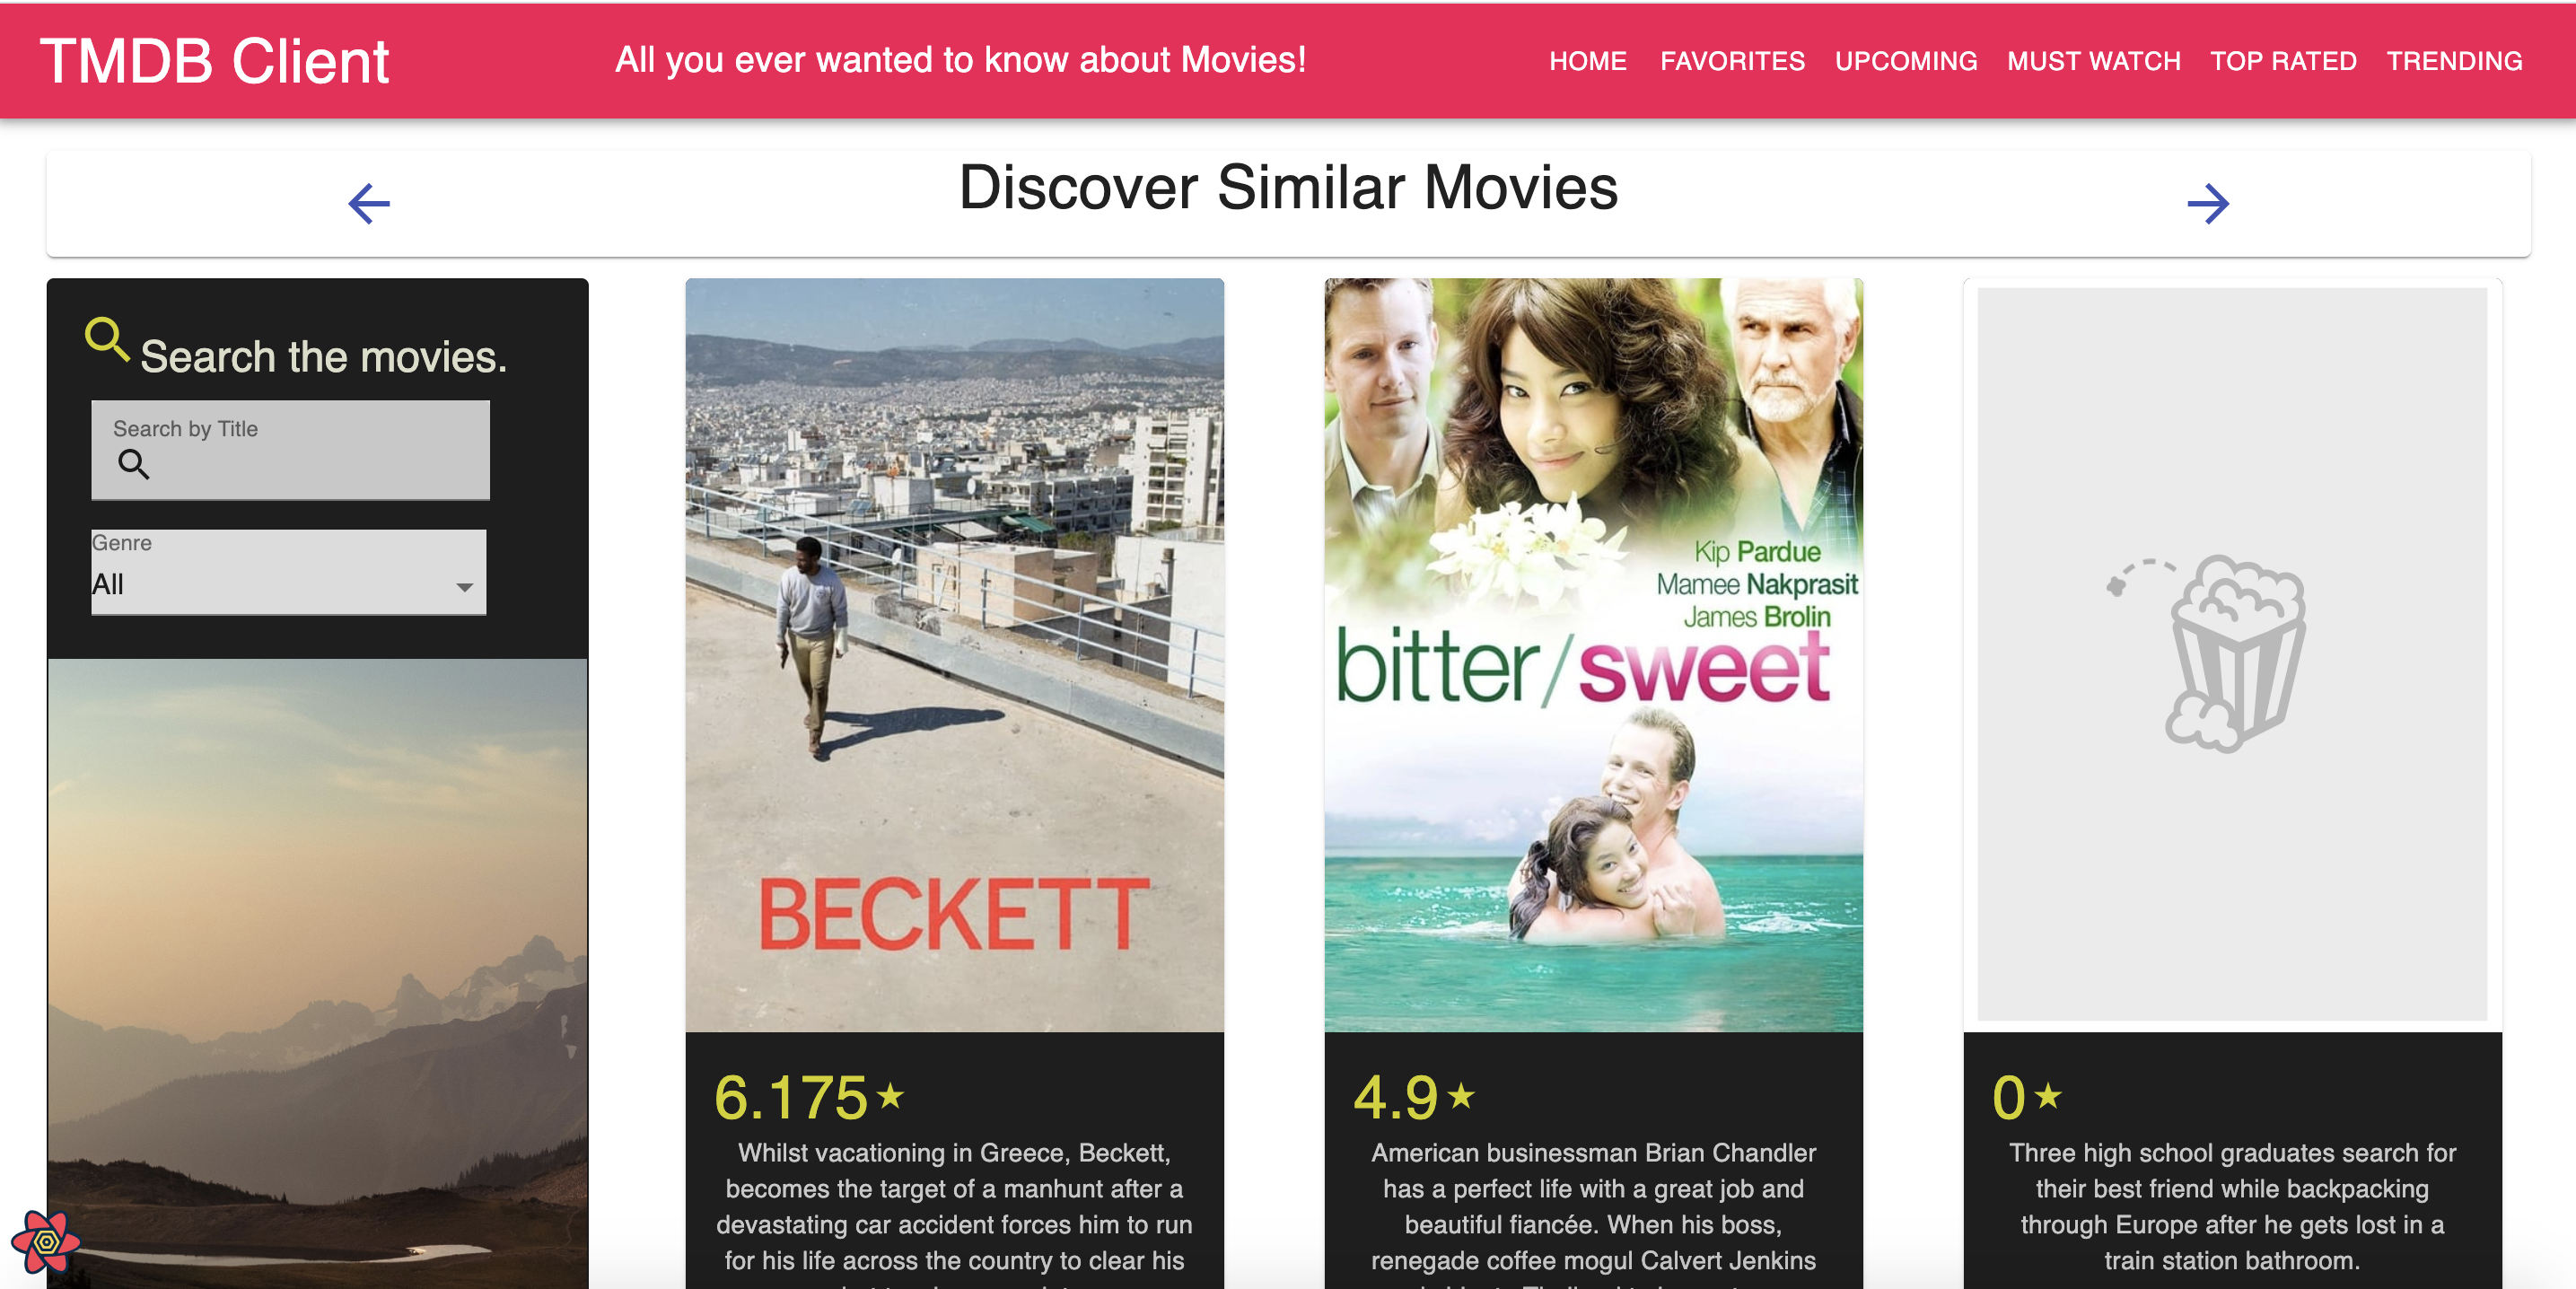 TMDB Client
All you ever wanted to know about Movies!
HOME FAVORITES UPCOMING MUST WATCH TOP RATED TRENDING
Discover Similar Movies
Search the movies.
Search by Title
Genre
All
BECKETT
6.175★
Whilst vacationing in Greece, Beckett,
becomes the target of a manhunt after a
devastating car accident forces him to run
for his life across the country to clear his
Kip Pardue
Mamee Nakprasit
James Brolin
bitter/sweet
4.9★
American businessman Brian Chandler
has a perfect life with a great job and
beautiful fiancée. When his boss,
renegade coffee mogul Calvert Jenkins
0★
Three high school graduates search for
their best friend while backpacking
through Europe after he gets lost in a
train station bathroom.